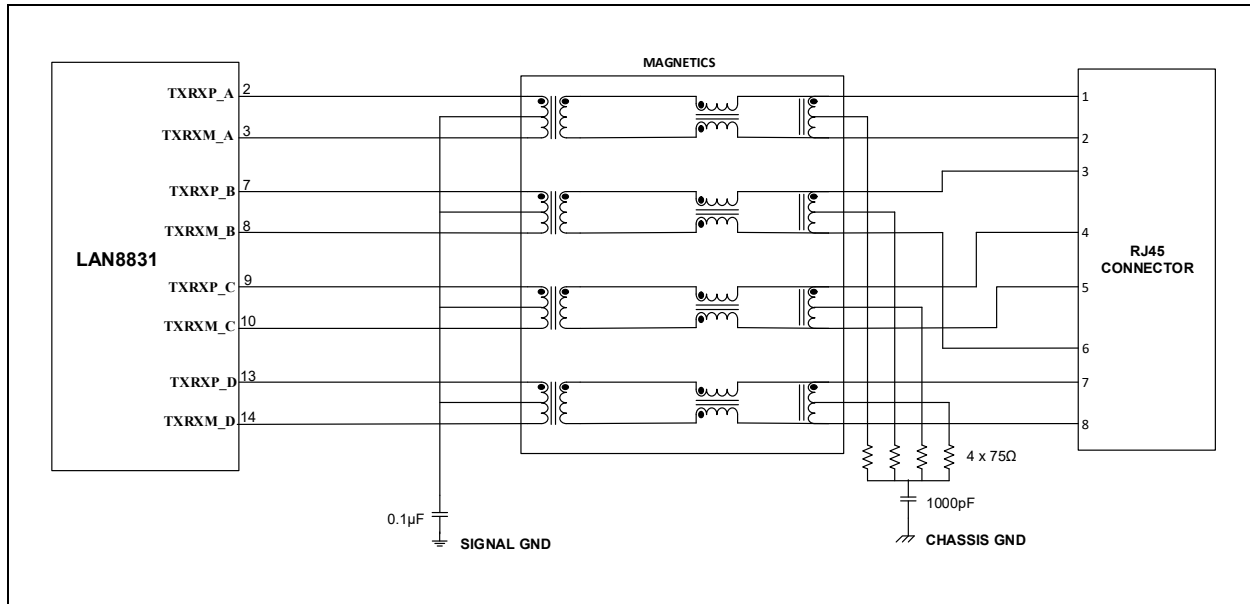 MAGNETICS
LAN8831
TXRXP_A 2
TXRXM_A 3
TXRXP_B 7
TXRXM_B 8
TXRXP_C 9
TXRXM_C 10
TXRXP_D 13
TXRXM_D 14
1
2
3
4
5
6
7
8
RJ45
CONNECTOR
4 x 75Ω
1000pF
CHASSIS GND
0.1µF
SIGNAL GND